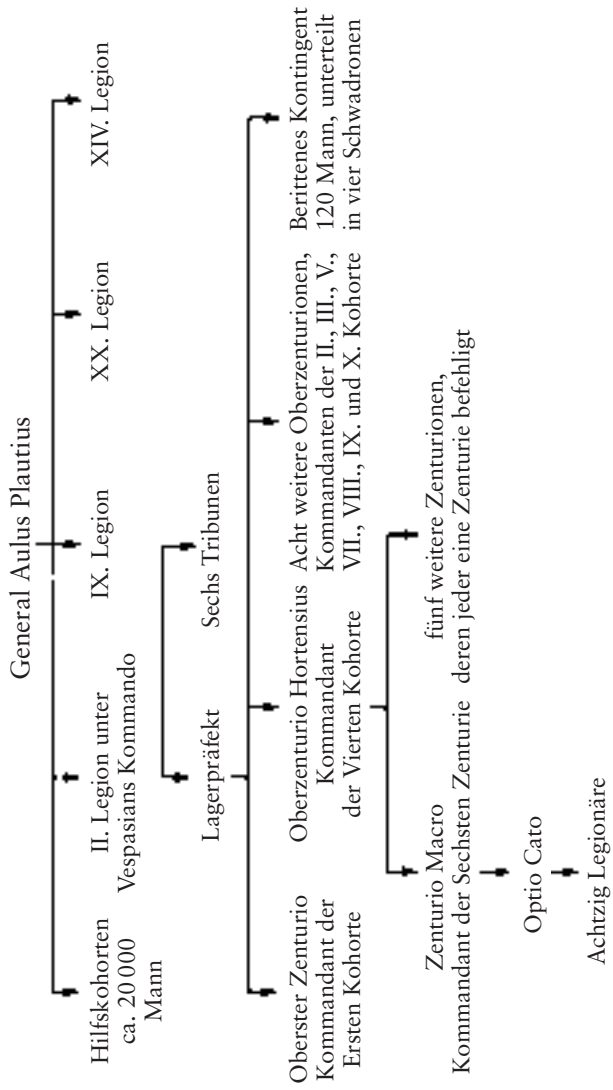 General Aulus Plautius
Hilfskohorten
ca. 20 000
Mann
II. Legion unter
Vespasians Kommando
IX. Legion
XX. Legion
XIV. Legion
Lagerpräfekt
Sechs Tribunen
Oberster Zenturio
Kommandant der
Ersten Kohorte
Oberzenturio Hortensius
Kommandant
der Vierten Kohorte
Acht weitere Oberzenturionen,
Kommandanten der II., III., V.,
VII., VIII., IX. und X. Kohorte
Berittenes Kontingent
120 Mann, unterteilt
in vier Schwadronen
Zenturio Macro
Kommandant der Sechsten Zenturie
fünf weitere Zenturionen,
deren jeder eine Zenturie befehligt
Optio Cato
Achtzig Legionäre